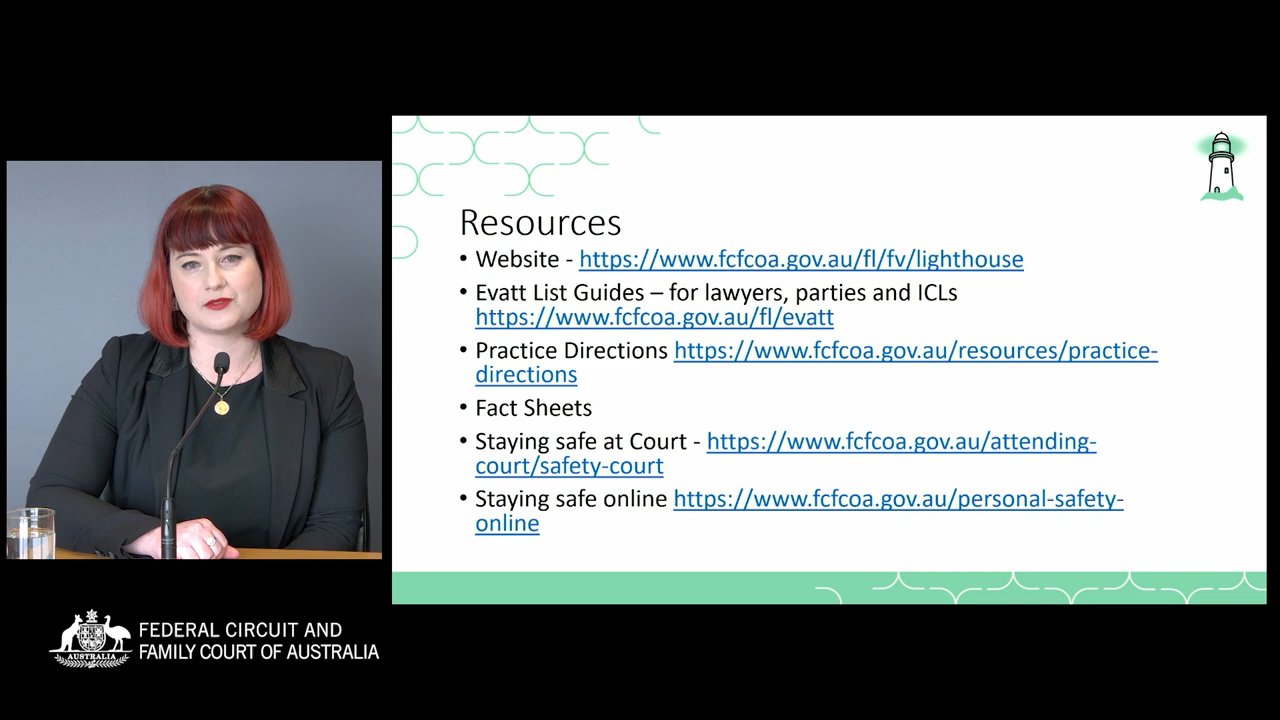 Resources
• Website - https://www.fcfcoa.gov.au/fl/fv/lighthouse
• Evatt List Guides – for lawyers, parties and ICLs
https://www.fcfcoa.gov.au/fl/evatt
• Practice Directions https://www.fcfcoa.gov.au/resources/practice-
directions
• Fact Sheets
• Staying safe at Court - https://www.fcfcoa.gov.au/attending-
court/safety-court
• Staying safe online https://www.fcfcoa.gov.au/personal-safety-
online
AUSTRALIA
FEDERAL CIRCUIT AND
FAMILY COURT OF AUSTRALIA